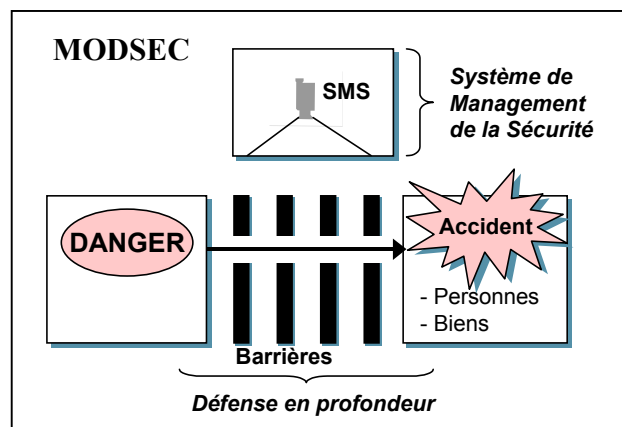 MODSEC
SMS
Système de
Management
de la Sécurité
DANGER
Accident
- Personnes
- Biens
Barrières
Défense en profondeur